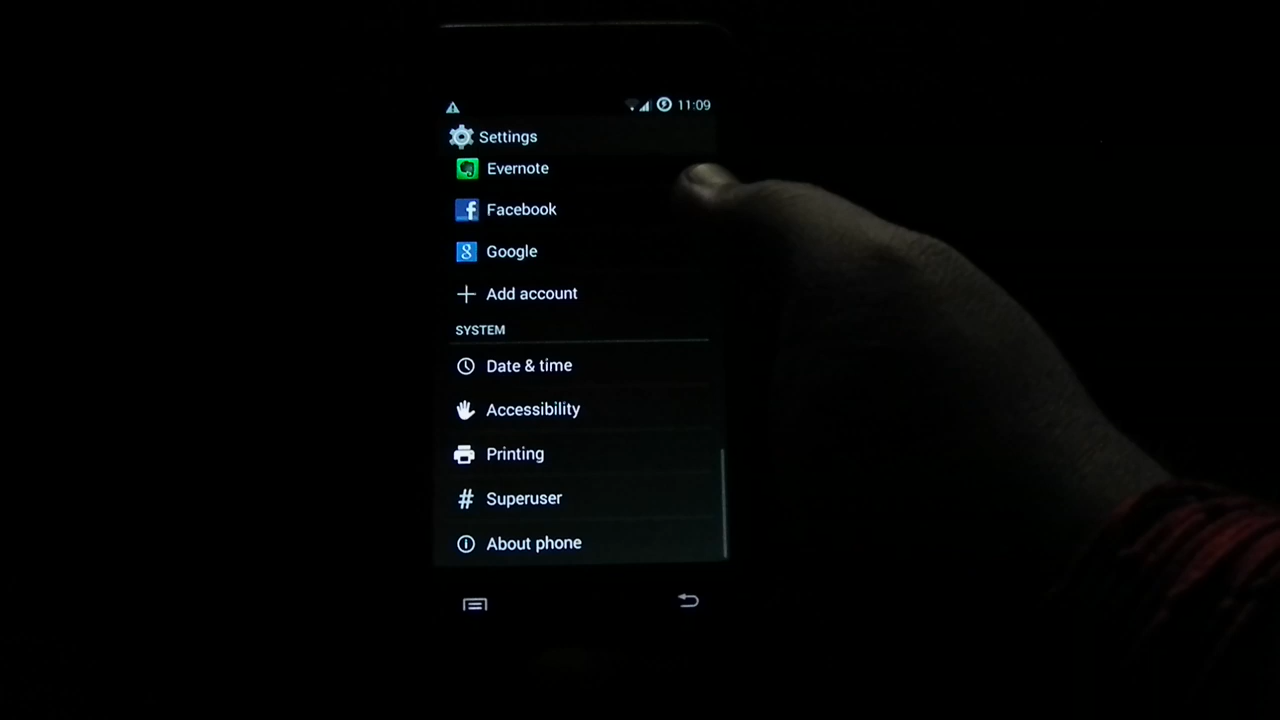 11:09
Settings
Evernote
Facebook
Google
Add account
SYSTEM
Date & time
Accessibility
Printing
# Superuser
About phone